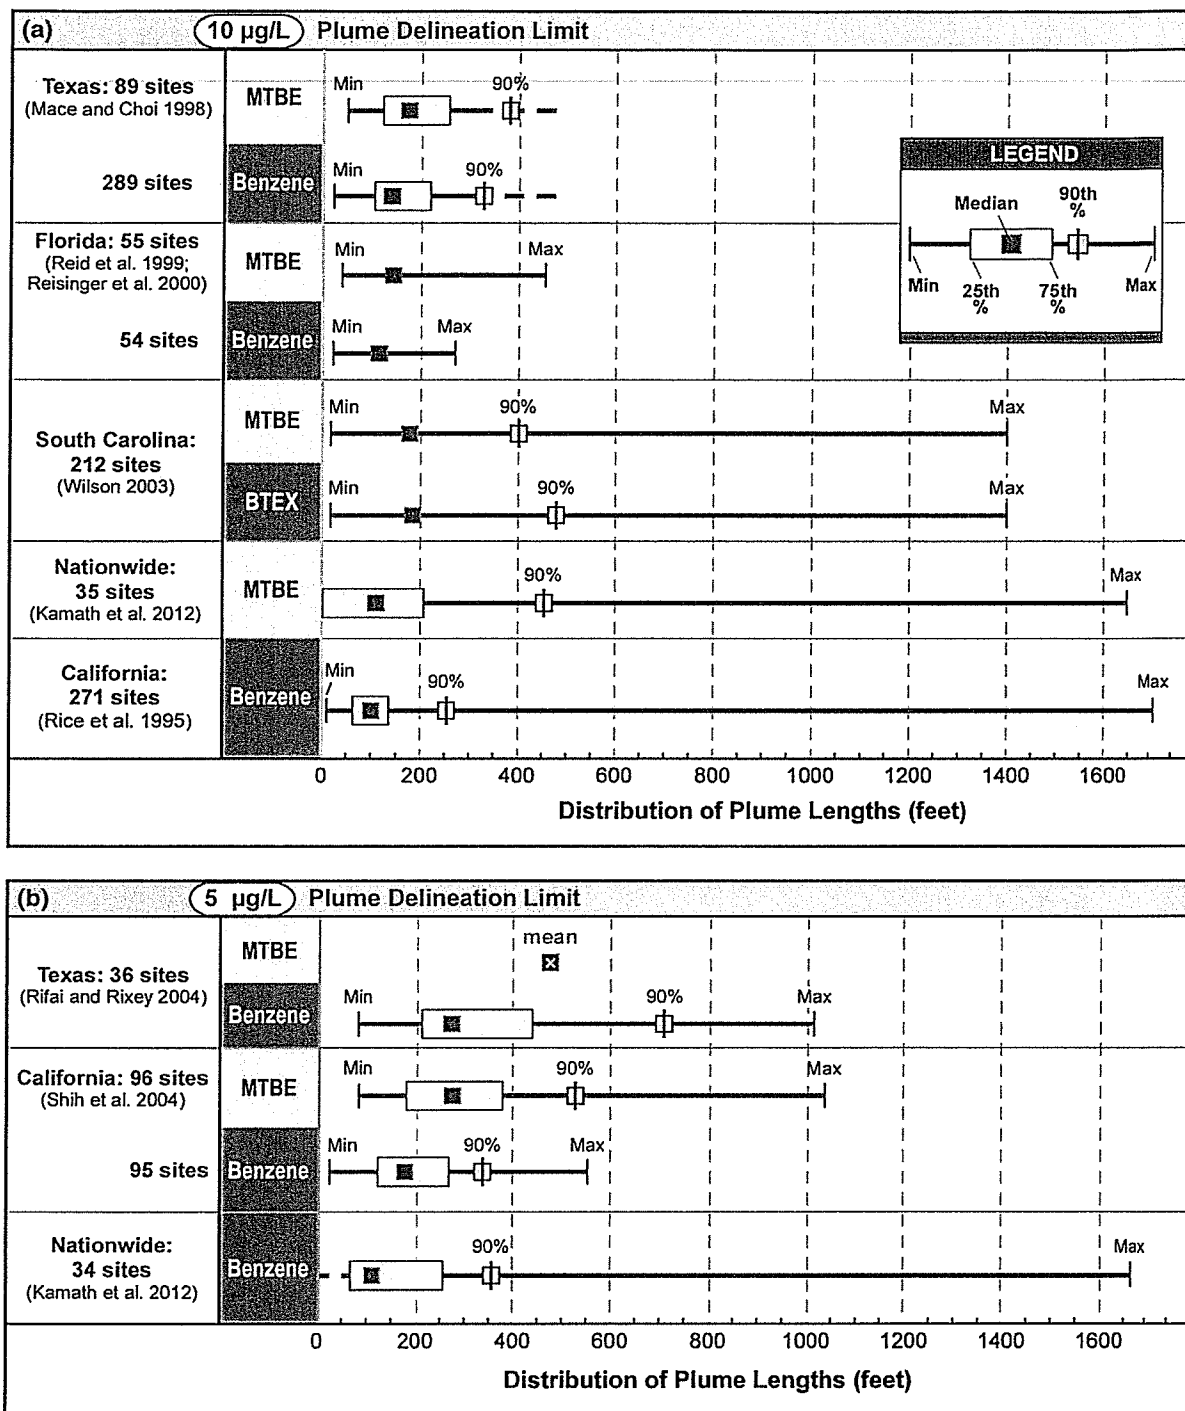 (a) 10 µg/L Plume Delineation Limit
Texas: 89 sites
(Mace and Choi 1998)
MTBE
Min
90%
289 sites
Benzene
Min
90%
Florida: 55 sites
(Reid et al. 1999;
Reisinger et al. 2000)
MTBE
Min
Max
54 sites
Benzene
Min
Max
LEGEND
Median
90th
%
Min
25th
%
75th
%
Max
South Carolina:
212 sites
(Wilson 2003)
MTBE
Min
90%
Max
BTEX
Min
90%
Max
Nationwide:
35 sites
(Kamath et al. 2012)
MTBE
90%
Max
California:
271 sites
(Rice et al. 1995)
Benzene
Min
90%
Max
0 200 400 600 800 1000 1200 1400 1600
Distribution of Plume Lengths (feet)
(b) 5 µg/L Plume Delineation Limit
Texas: 36 sites
(Rifai and Rixey 2004)
MTBE
mean
Benzene
Min
90%
Max
California: 96 sites
(Shih et al. 2004)
MTBE
Min
90%
Max
95 sites
Benzene
Min
90%
Max
Nationwide:
34 sites
(Kamath et al. 2012)
Benzene
90%
Max
0 200 400 600 800 1000 1200 1400 1600
Distribution of Plume Lengths (feet)